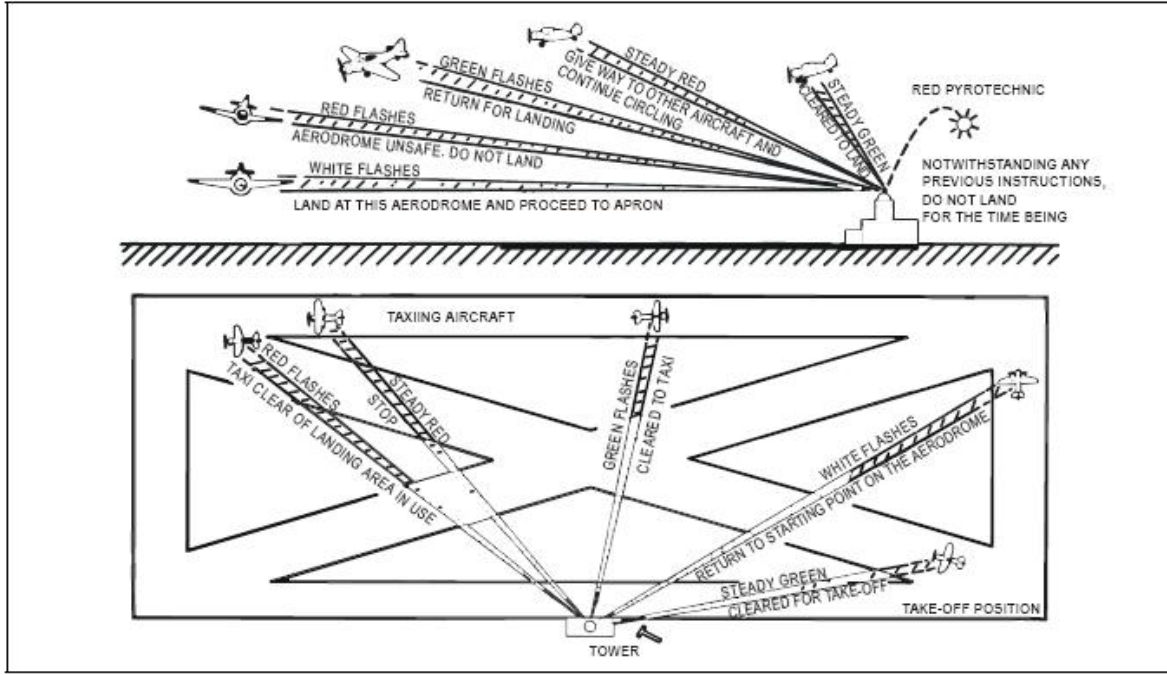 STEADY RED
GIVE WAY TO OTHER AIRCRAFT AND
CONTINUE CIRCLING
GREEN FLASHES
RETURN FOR LANDING
STEADY GREEN
CLEARED TO LAND
RED PYROTECHNIC
RED FLASHES
AERODROME UNSAFE. DO NOT LAND
WHITE FLASHES
LAND AT THIS AERODROME AND PROCEED TO APRON
NOTWITHSTANDING ANY
PREVIOUS INSTRUCTIONS,
DO NOT LAND
FOR THE TIME BEING
TAXIING AIRCRAFT
RED FLASHES
TAXI CLEAR OF LANDING AREA IN USE
STEADY RED
STOP
GREEN FLASHES
CLEARED TO TAXI
WHITE FLASHES
RETURN TO STARTING POINT ON THE AERODROME
STEADY GREEN
CLEARED FOR TAKE-OFF
TAKE-OFF POSITION
TOWER